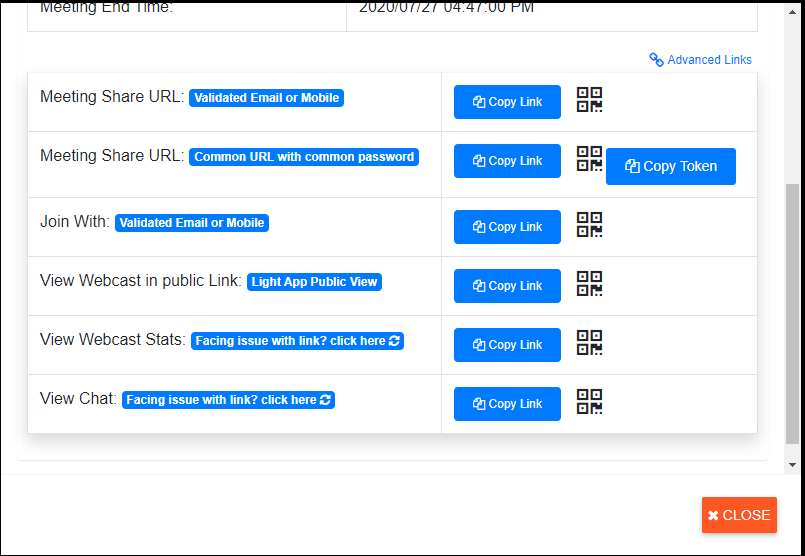 Meeting End Time: 2020/07/27 04:47:00 PM
Advanced Links
Meeting Share URL: Validated Email or Mobile Copy Link
Meeting Share URL: Common URL with common password Copy Link Copy Token
Join With: Validated Email or Mobile Copy Link
View Webcast in public Link: Light App Public View Copy Link
View Webcast Stats: Facing issue with link? click here Copy Link
View Chat: Facing issue with link? click here Copy Link
CLOSE